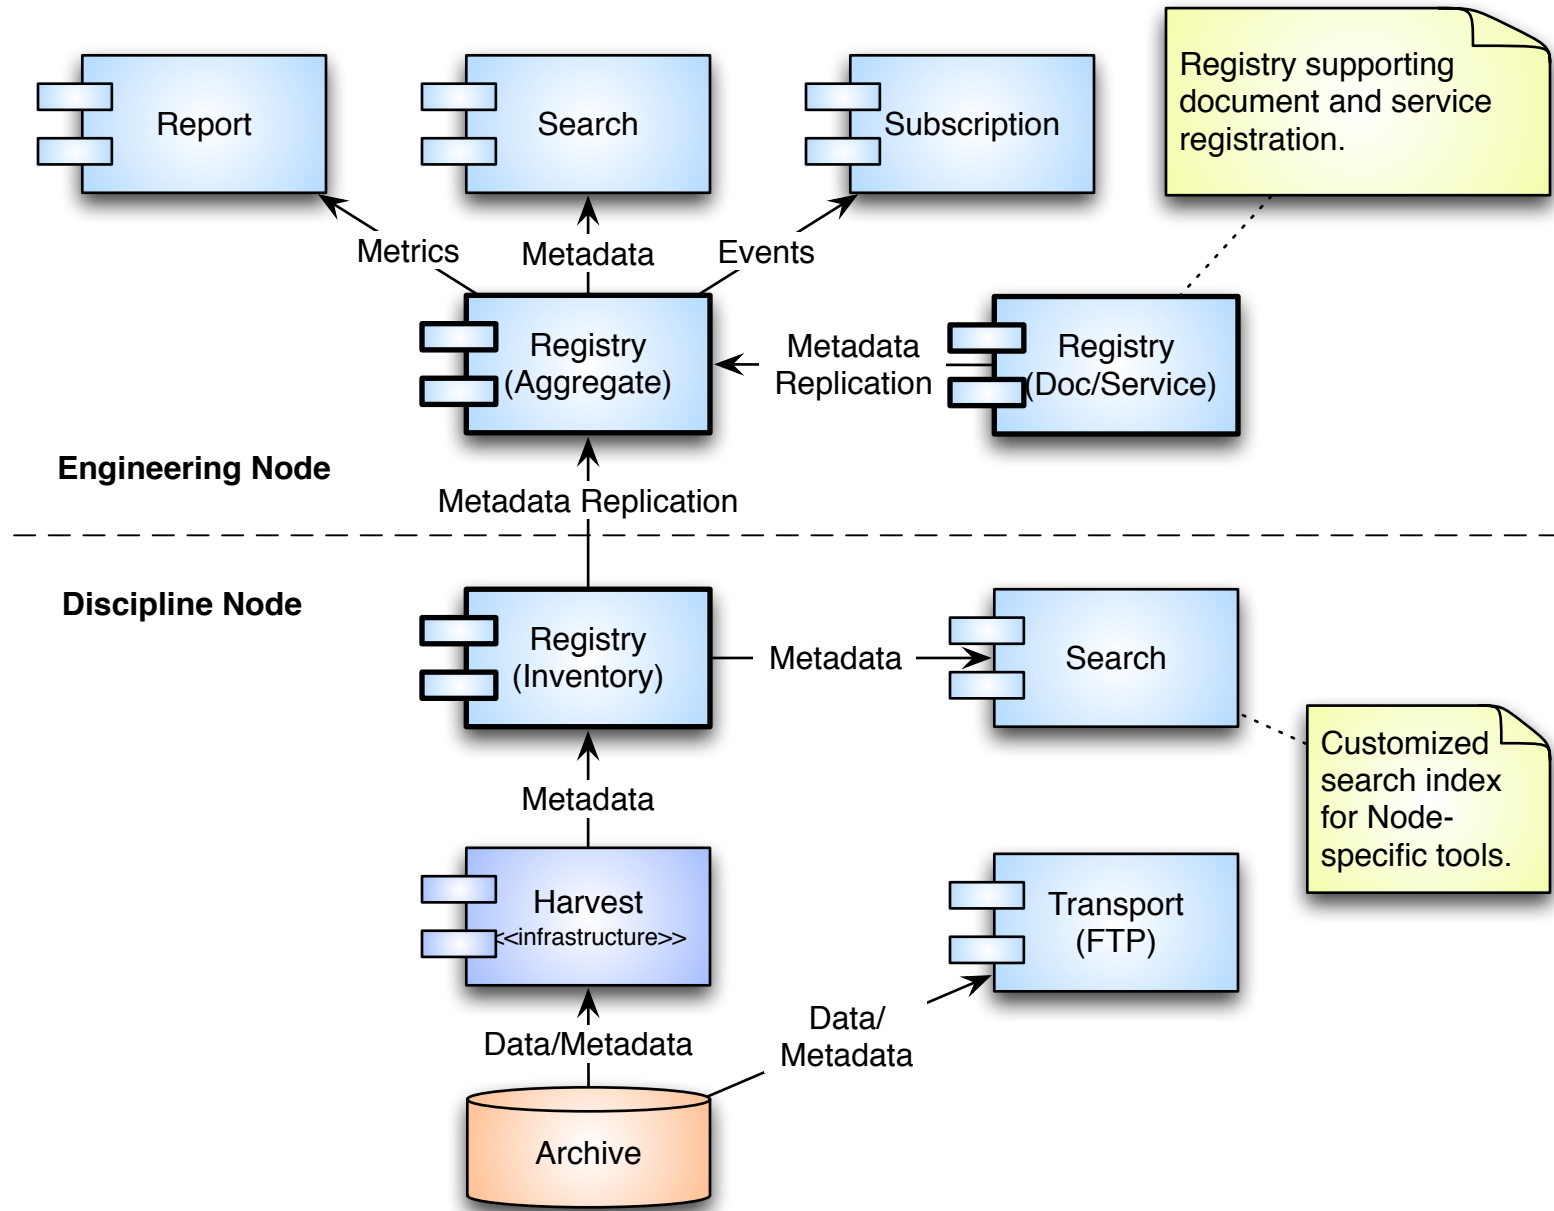 Report
Search
Subscription
Registry supporting
document and service
registration.
Metrics
Metadata
Events
Registry
(Aggregate)
Metadata
Replication
Registry
(Doc/Service)
Engineering Node
Metadata Replication
Discipline Node
Registry
(Inventory)
Metadata
Search
Customized
search index
for Node-
specific tools.
Metadata
Harvest
<<infrastructure>>
Transport
(FTP)
Data/Metadata
Data/
Metadata
Archive